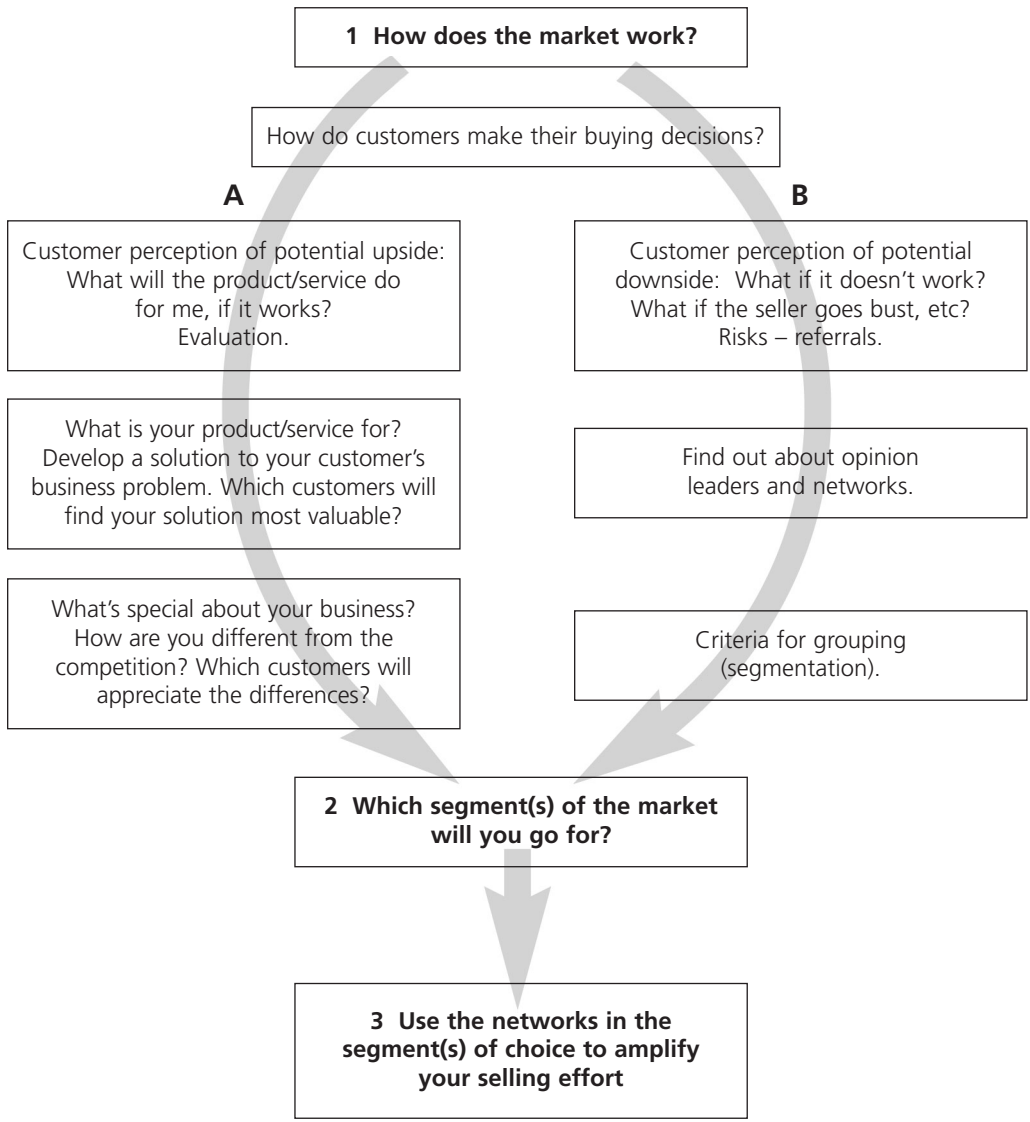 1 How does the market work?
How do customers make their buying decisions?
A
Customer perception of potential upside:
What will the product/service do
for me, if it works?
Evaluation.
What is your product/service for?
Develop a solution to your customer’s
business problem. Which customers will
find your solution most valuable?
What’s special about your business?
How are you different from the
competition? Which customers will
appreciate the differences?
B
Customer perception of potential
downside: What if it doesn’t work?
What if the seller goes bust, etc?
Risks – referrals.
Find out about opinion
leaders and networks.
Criteria for grouping
(segmentation).
2 Which segment(s) of the market
will you go for?
3 Use the networks in the
segment(s) of choice to amplify
your selling effort